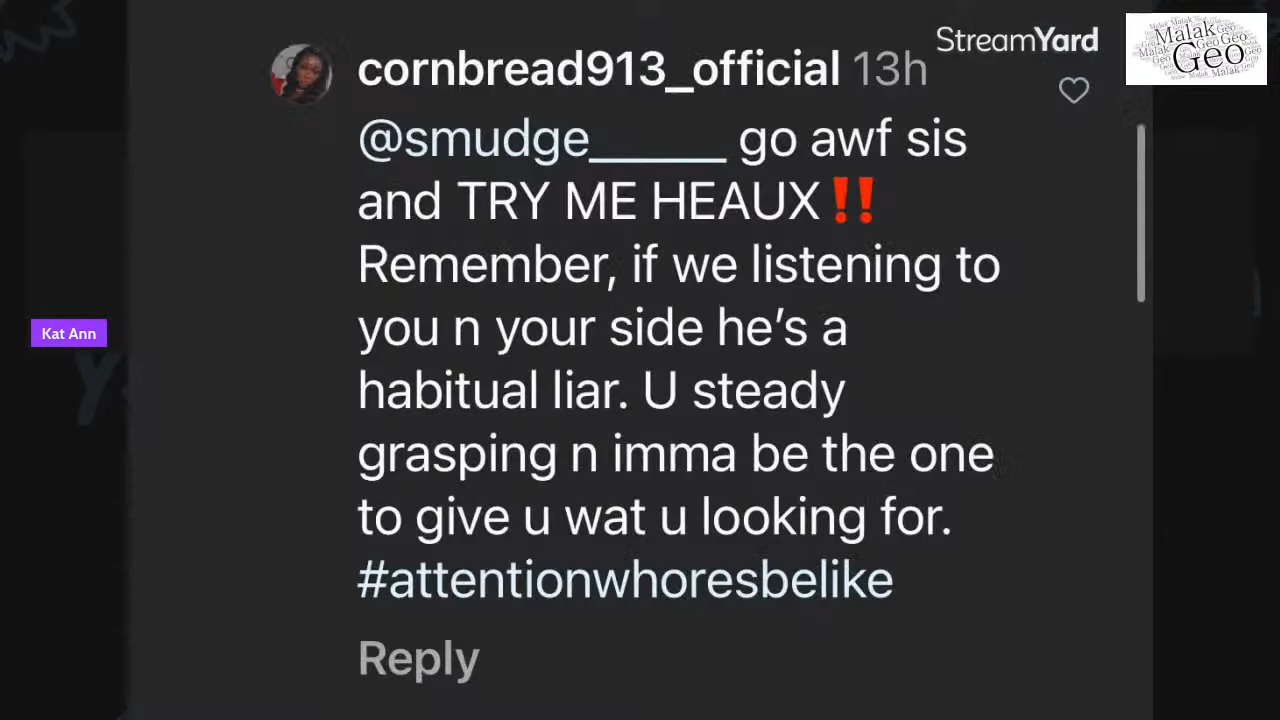 StreamYard
Malak
Geo
cornbread913_official 13h
@smudge______ go awf sis
and TRY ME HEAUX‼️
Remember, if we listening to
you n your side he's a
habitual liar. U steady
grasping n imma be the one
to give u wat u looking for.
#attentionwhoresbelike
Reply
Kat Ann